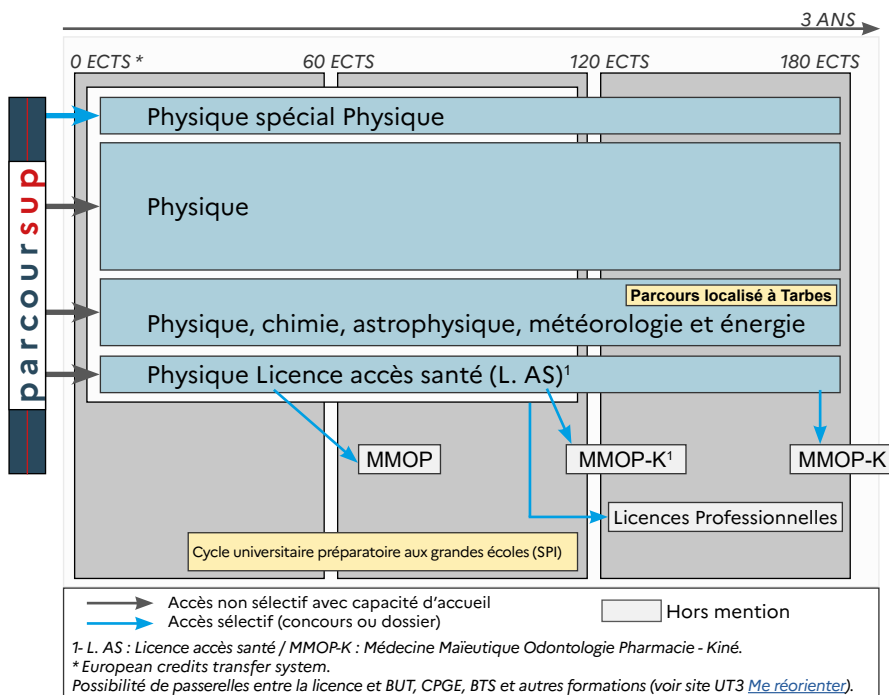 3 ANS
0 ECTS *
60 ECTS
120 ECTS
180 ECTS
parcoursup
Physique spécial Physique
Physique
Parcours localisé à Tarbes
Physique, chimie, astrophysique, météorologie et énergie
Physique Licence accès santé (L. AS)¹
MMOP
MMOP-K¹
MMOP-K
Licences Professionnelles
Cycle universitaire préparatoire aux grandes écoles (SPI)
Accès non sélectif avec capacité d'accueil
Accès sélectif (concours ou dossier)
Hors mention
1- L. AS : Licence accès santé / MMOP-K : Médecine Maïeutique Odontologie Pharmacie - Kiné.
* European credits transfer system.
Possibilité de passerelles entre la licence et BUT, CPGE, BTS et autres formations (voir site UT3 Me réorienter).